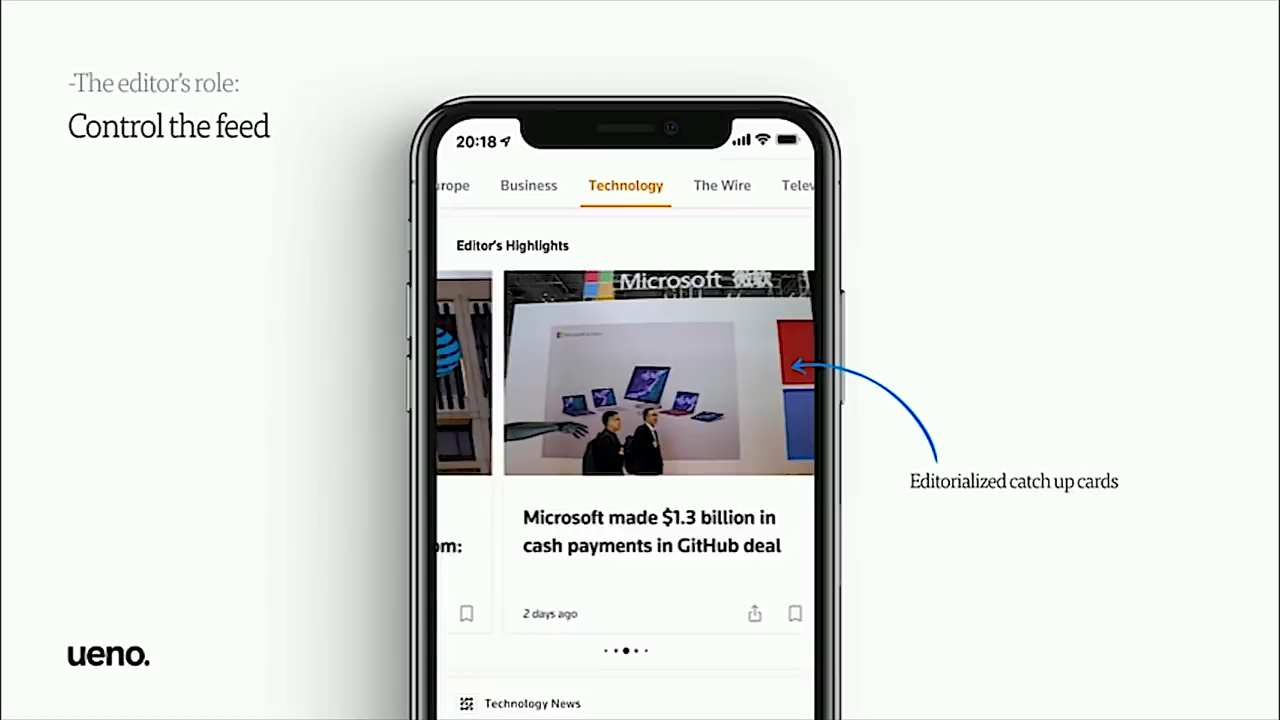 -The editor's role:
Control the feed
20:18
urope
Business
Technology
The Wire
Telev
Editor's Highlights
Microsoft 微软
Microsoft made $1.3 billion in
cash payments in GitHub deal
om:
2 days ago
Editorialized catch up cards
Technology News
ueno.